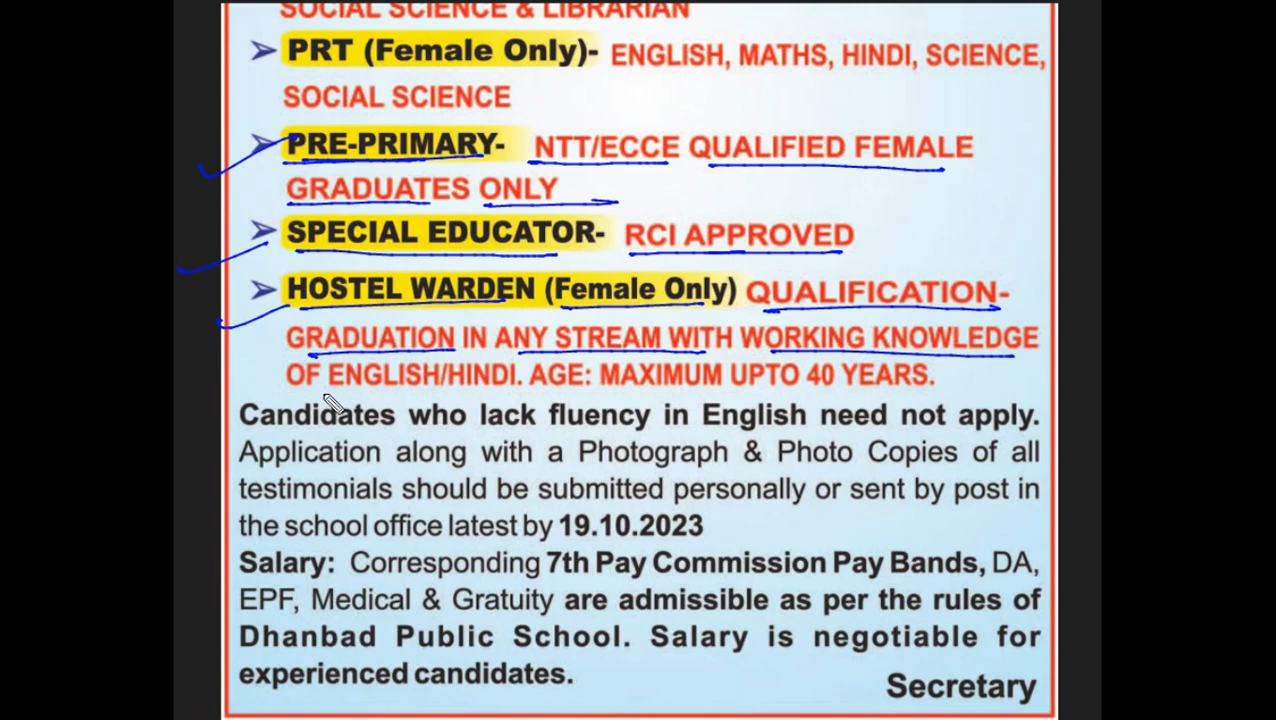 SOCIAL SCIENCE & LIBRARIAN
➢ PRT (Female Only)- ENGLISH, MATHS, HINDI, SCIENCE,
SOCIAL SCIENCE
➢ PRE-PRIMARY- NTT/ECCE QUALIFIED FEMALE
GRADUATES ONLY
➢ SPECIAL EDUCATOR- RCI APPROVED
➢ HOSTEL WARDEN (Female Only) QUALIFICATION-
GRADUATION IN ANY STREAM WITH WORKING KNOWLEDGE
OF ENGLISH/HINDI. AGE: MAXIMUM UPTO 40 YEARS.
Candidates who lack fluency in English need not apply.
Application along with a Photograph & Photo Copies of all
testimonials should be submitted personally or sent by post in
the school office latest by 19.10.2023
Salary: Corresponding 7th Pay Commission Pay Bands, DA,
EPF, Medical & Gratuity are admissible as per the rules of
Dhanbad Public School. Salary is negotiable for
experienced candidates.
Secretary